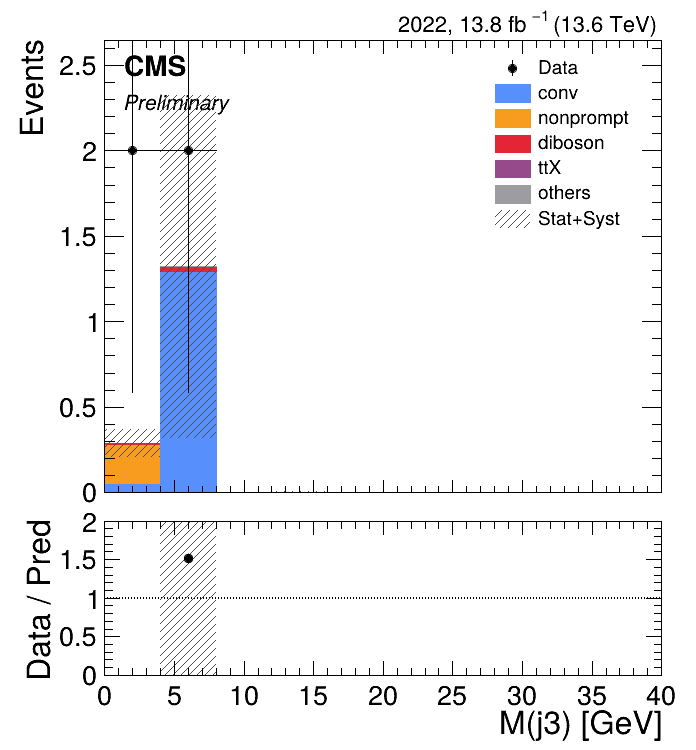 2022, 13.8 fb⁻¹ (13.6 TeV)
CMS
Preliminary
Events
2.5
2
1.5
1
0.5
0
Data
conv
nonprompt
diboson
ttX
others
Stat+Syst
Data / Pred
2
1.5
1
0.5
0
0 5 10 15 20 25 30 35 40
M(j3) [GeV]